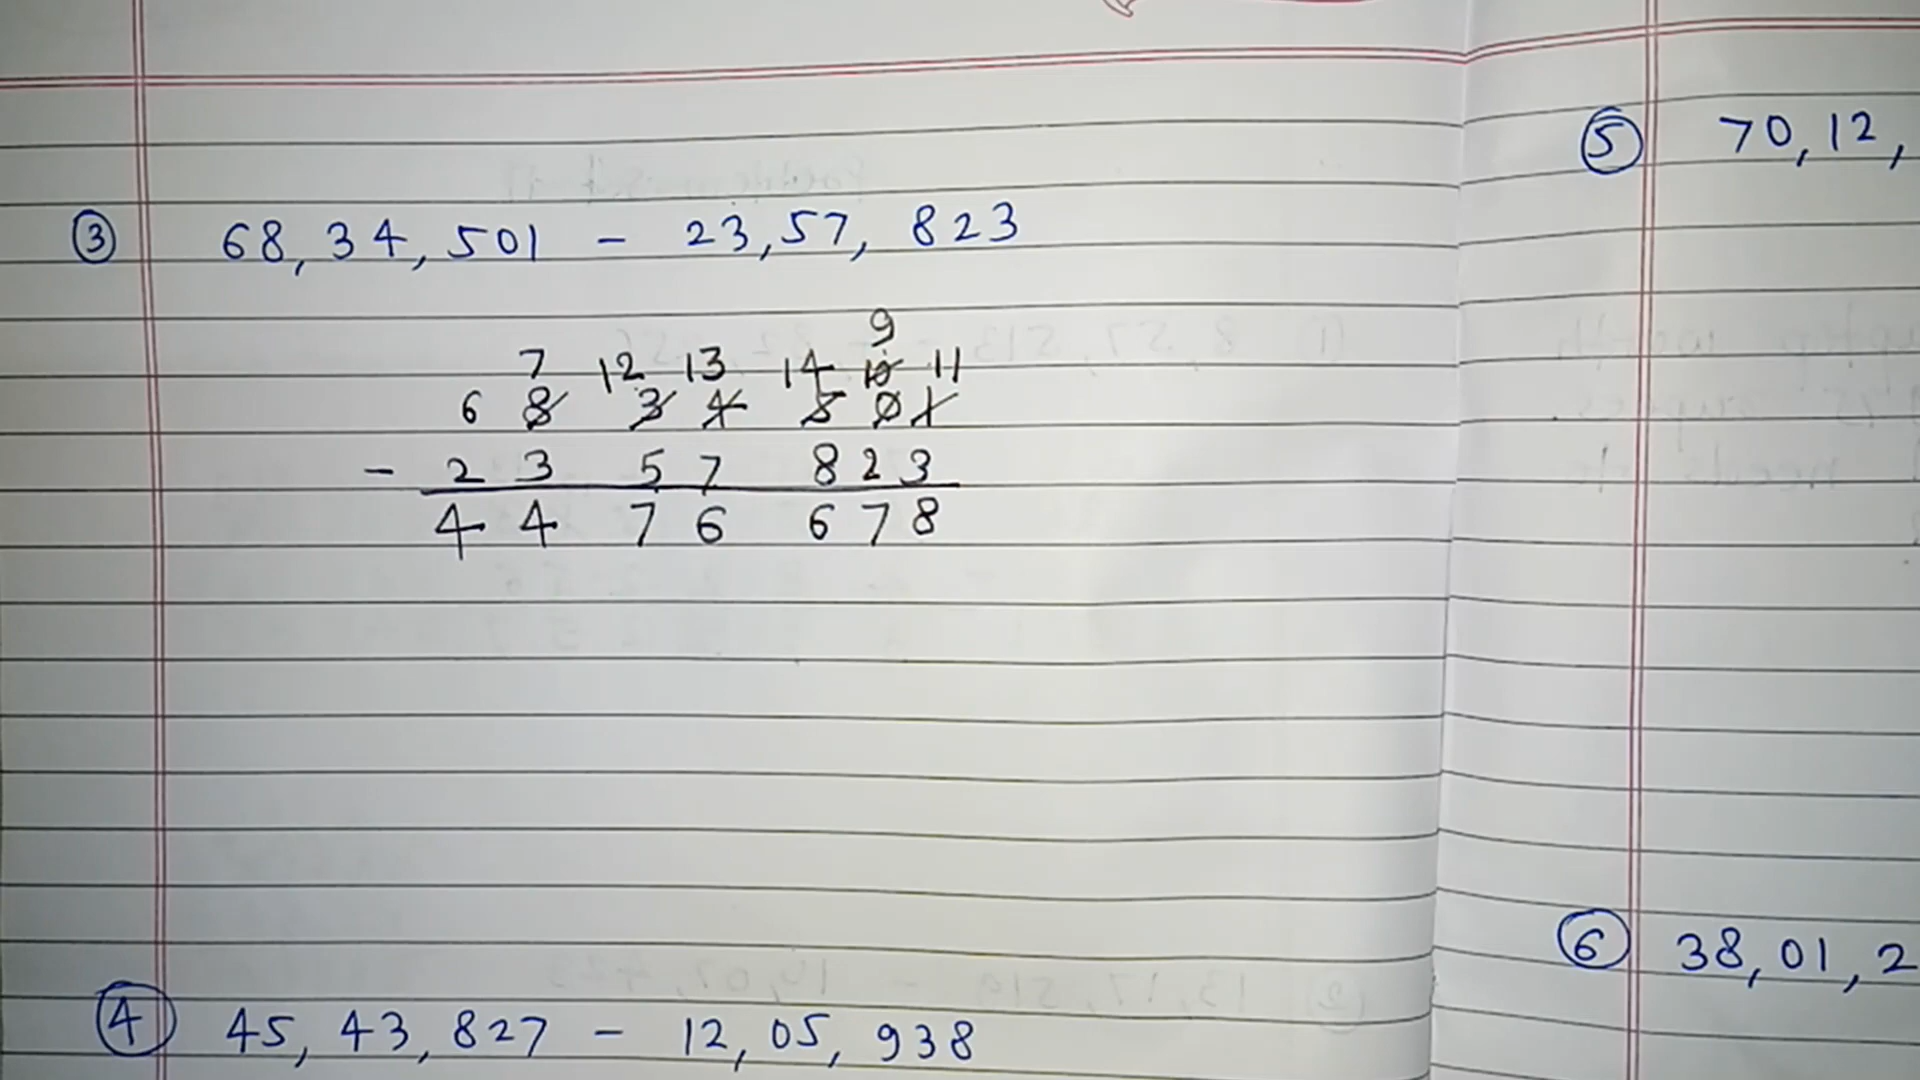 ③ 68,34,501 - 23,57,823
9
7 12 13 14 10 11
6 8 3 4 5 0 1
- 2 3 5 7 8 2 3
4 4 7 6 6 7 8
④ 45,43,827 - 12,05,938
⑤ 70,12,
⑥ 38,01,2